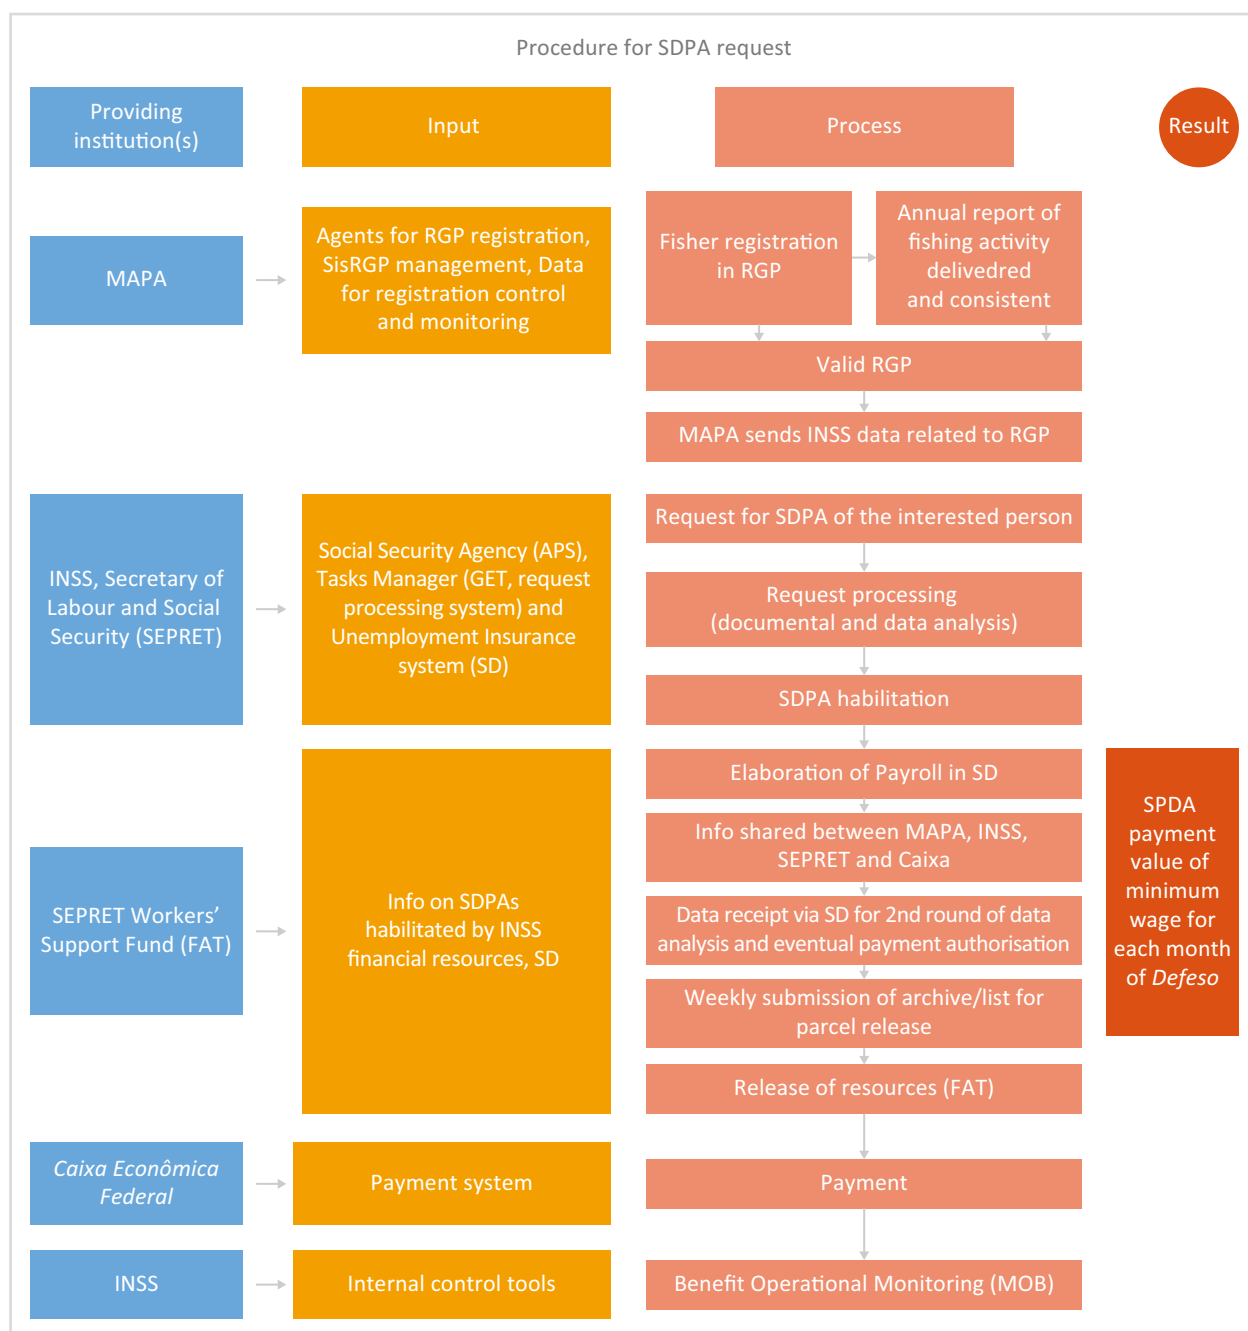 Procedure for SDPA request
Providing
institution(s)
Input
Process
Result
MAPA
Agents for RGP registration,
SisRGP management, Data
for registration control
and monitoring
Fisher registration
in RGP
Annual report of
fishing activity
delivedred
and consistent
Valid RGP
MAPA sends INSS data related to RGP
INSS, Secretary of
Labour and Social
Security (SEPRET)
Social Security Agency (APS),
Tasks Manager (GET, request
processing system) and
Unemployment Insurance
system (SD)
Request for SDPA of the interested person
Request processing
(documental and data analysis)
SDPA habilitation
SEPRET Workers’
Support Fund (FAT)
Info on SDPAs
habilitated by INSS
financial resources, SD
Elaboration of Payroll in SD
Info shared between MAPA, INSS,
SEPRET and Caixa
Data receipt via SD for 2nd round of data
analysis and eventual payment authorisation
Weekly submission of archive/list for
parcel release
Release of resources (FAT)
SPDA
payment
value of
minimum
wage for
each month
of Defeso
Caixa Econômica
Federal
Payment system
Payment
INSS
Internal control tools
Benefit Operational Monitoring (MOB)